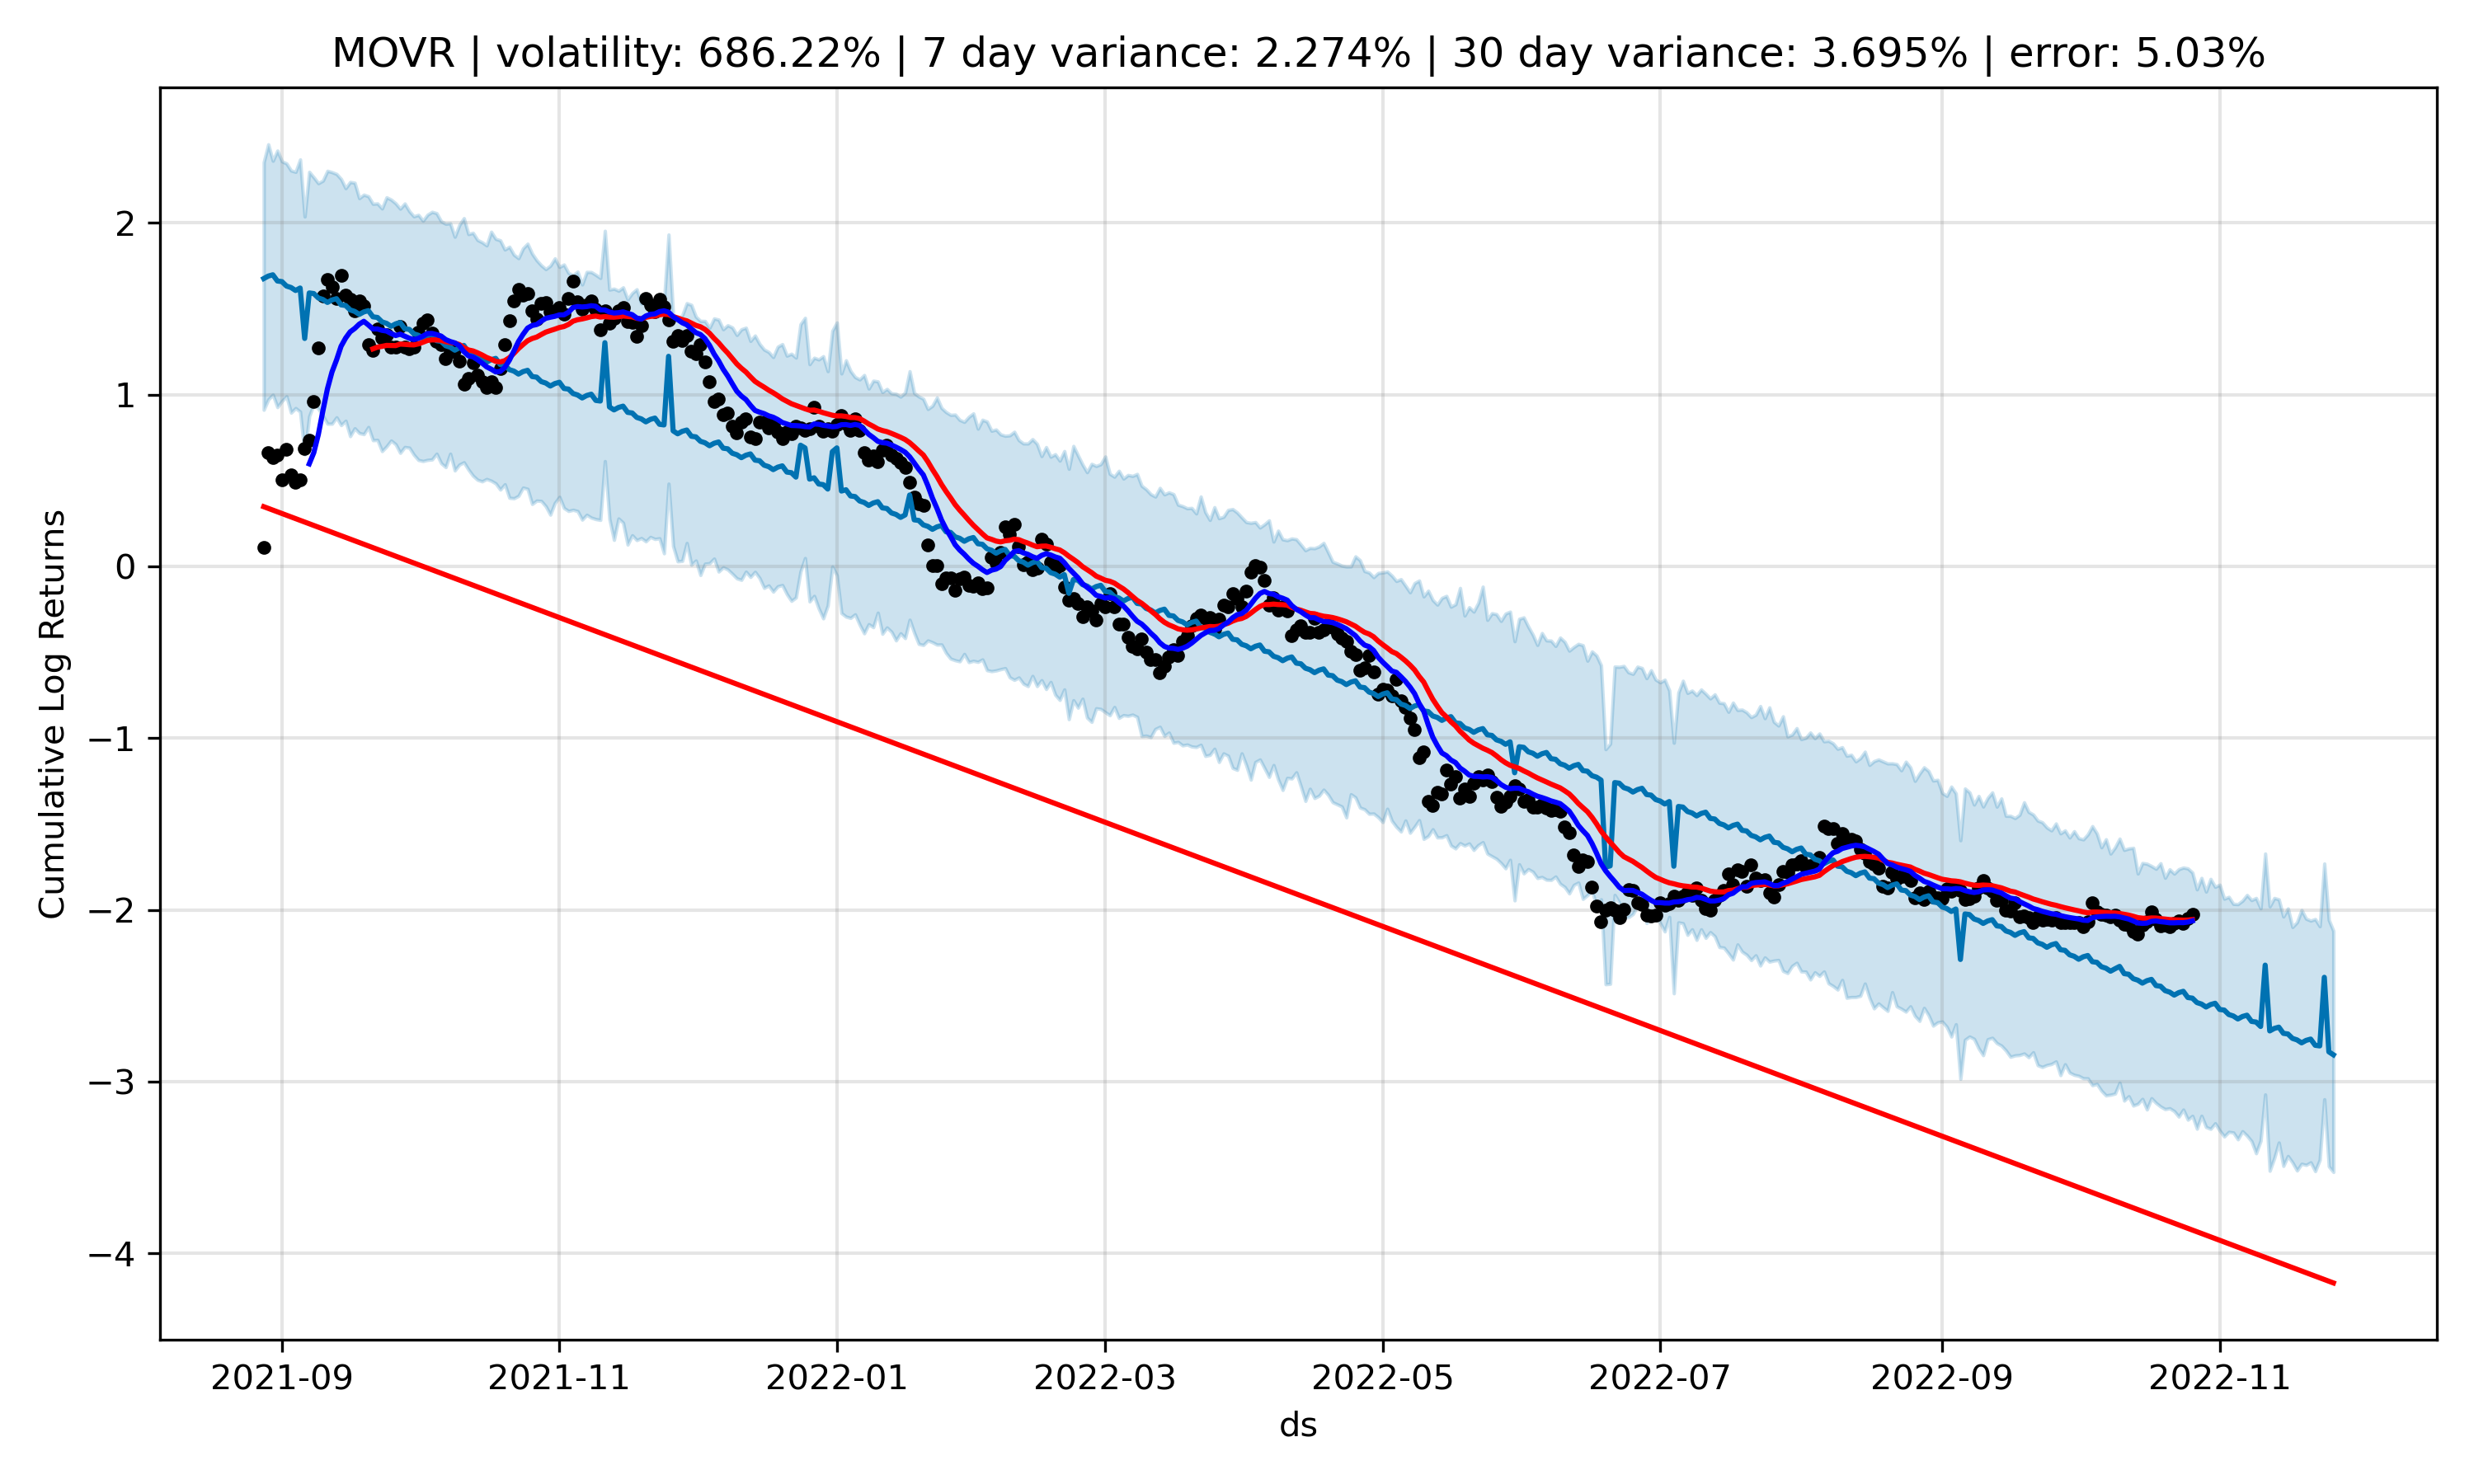 MOVR | volatility: 686.22% | 7 day variance: 2.274% | 30 day variance: 3.695% | error: 5.03%
Cumulative Log Returns
2
1
0
−1
−2
−3
−4
2021-09 2021-11 2022-01 2022-03 2022-05 2022-07 2022-09 2022-11
ds